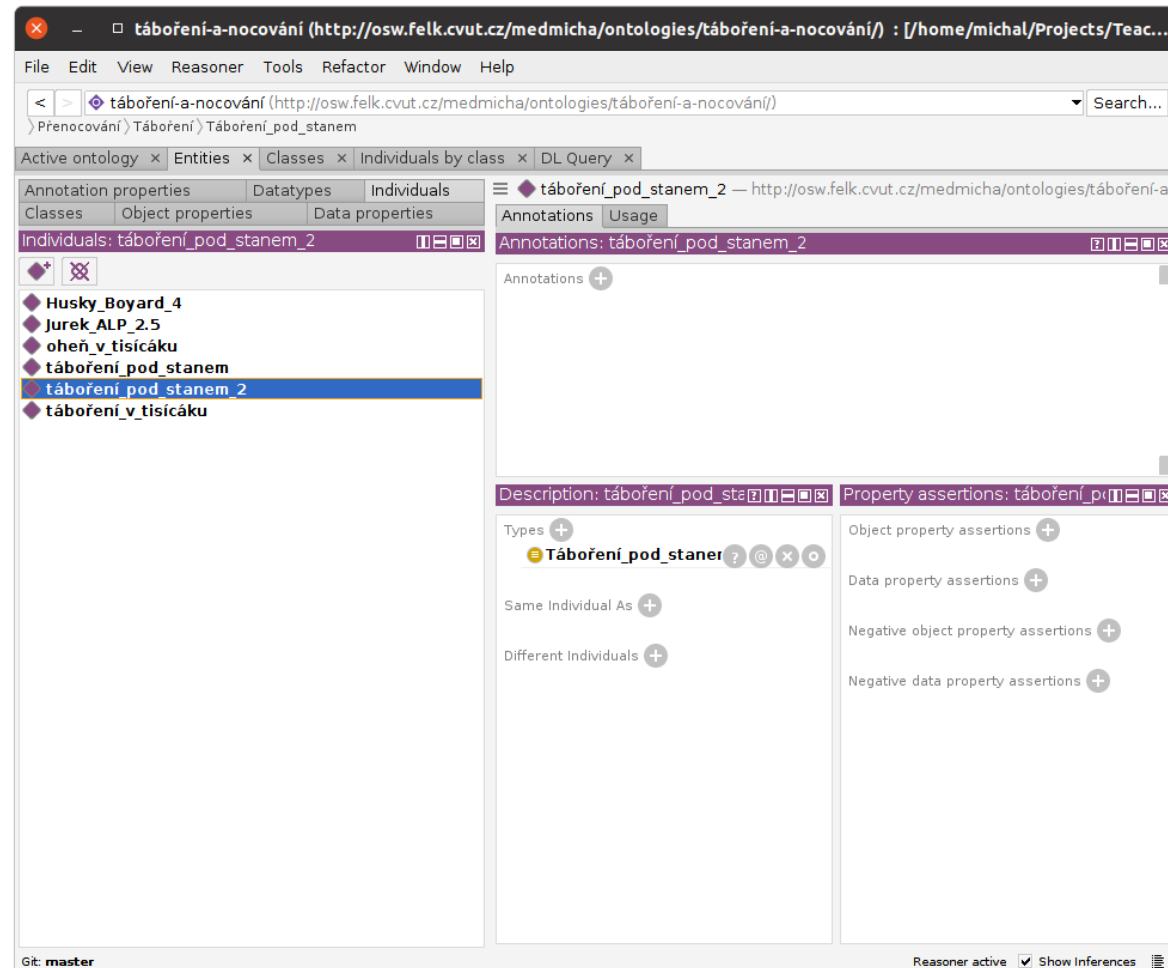 táboření-a-nocování (http://osw.felk.cvut.cz/medmicha/ontologies/táboření-a-nocování/) : [/home/michal/Projects/Teac...
File Edit View Reasoner Tools Refactor Window Help
< > táboření-a-nocování (http://osw.felk.cvut.cz/medmicha/ontologies/táboření-a-nocování/) Search...
〉Přenocování〉Táboření〉Táboření_pod_stanem
Active ontology × Entities × Classes × Individuals by class × DL Query ×
Annotation properties Datatypes Individuals
Classes Object properties Data properties
Individuals: táboření_pod_stanem_2
Husky_Boyard_4
Jurek_ALP_2.5
oheň_v_tisícáku
táboření_pod_stanem
táboření_pod_stanem_2
táboření_v_tisícáku
táboření_pod_stanem_2 — http://osw.felk.cvut.cz/medmicha/ontologies/táboření-a
Annotations Usage
Annotations: táboření_pod_stanem_2
Annotations
Description: táboření_pod_sta
Types
Táboření_pod_staner
Same Individual As
Different Individuals
Property assertions: táboření_po
Object property assertions
Data property assertions
Negative object property assertions
Negative data property assertions
Git: master
Reasoner active Show Inferences